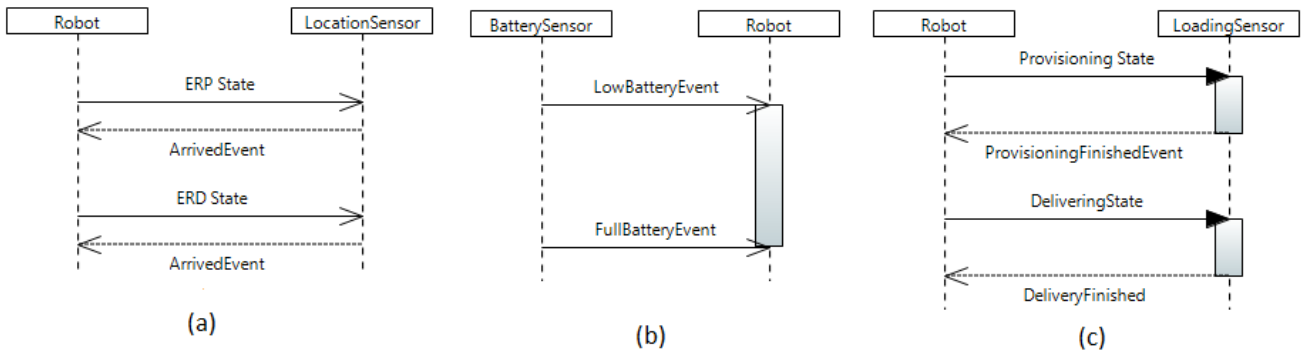 Robot
LocationSensor
ERP State
ArrivedEvent
ERD State
ArrivedEvent
(a)
BatterySensor
Robot
LowBatteryEvent
FullBatteryEvent
(b)
Robot
LoadingSensor
Provisioning State
ProvisioningFinishedEvent
DeliveringState
DeliveryFinished
(c)